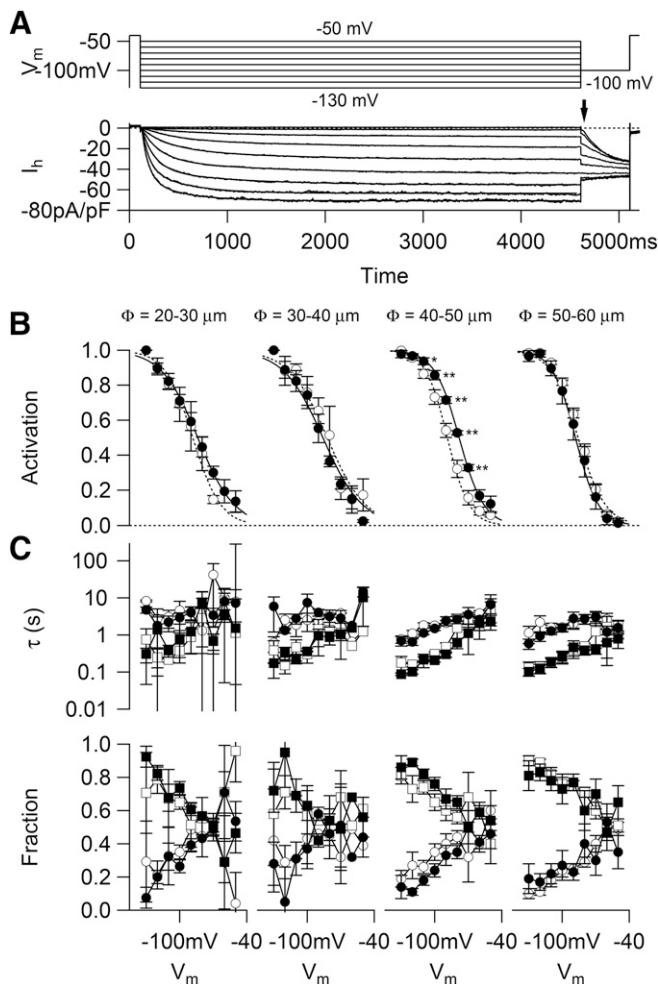 A
Vm
-50
-100mV
-50 mV
-130 mV
-100 mV
Ih
0
-20
-40
-60
-80pA/pF
0 1000 2000 3000 4000 5000ms
Time
B
Φ = 20-30 μm Φ = 30-40 μm Φ = 40-50 μm Φ = 50-60 μm
Activation
1.0
0.8
0.6
0.4
0.2
0.0
*
**
**
**
**
C
τ (s)
100
10
1
0.1
0.01
Fraction
1.0
0.8
0.6
0.4
0.2
0.0
-100mV -40 -100mV -40 -100mV -40 -100mV -40
Vm Vm Vm Vm